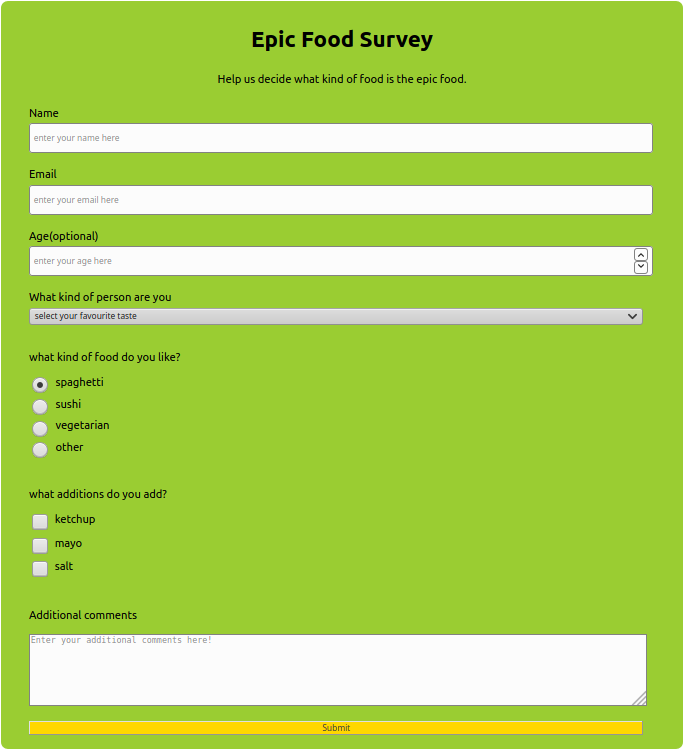 Epic Food Survey
Help us decide what kind of food is the epic food.
Name
enter your name here
Email
enter your email here
Age(optional)
enter your age here
What kind of person are you
select your favourite taste
what kind of food do you like?
spaghetti
sushi
vegetarian
other
what additions do you add?
ketchup
mayo
salt
Additional comments
Enter your additional comments here!
Submit